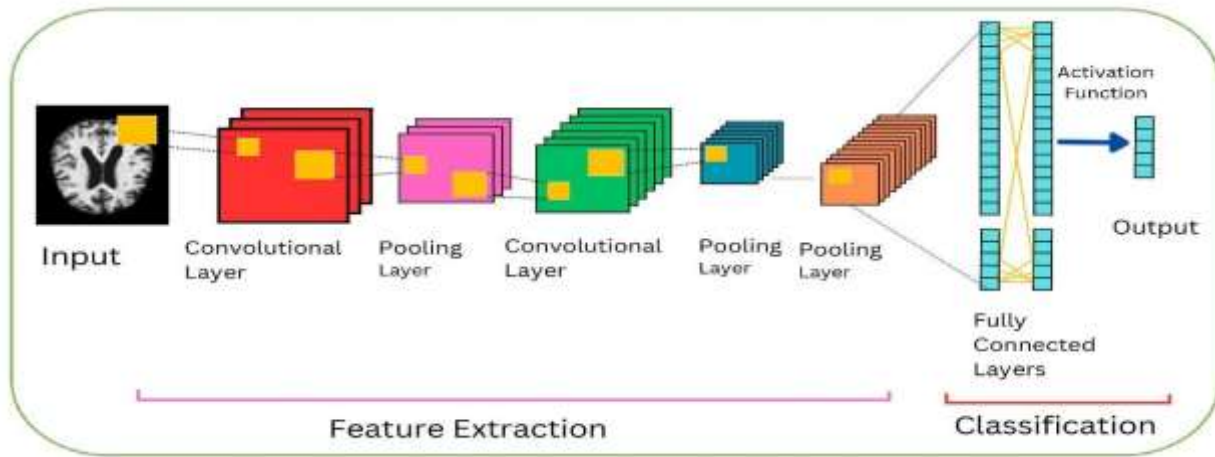 Input
Convolutional
Layer
Pooling
Layer
Convolutional
Layer
Pooling
Layer
Pooling
Layer
Fully
Connected
Layers
Activation
Function
Output
Feature Extraction
Classification